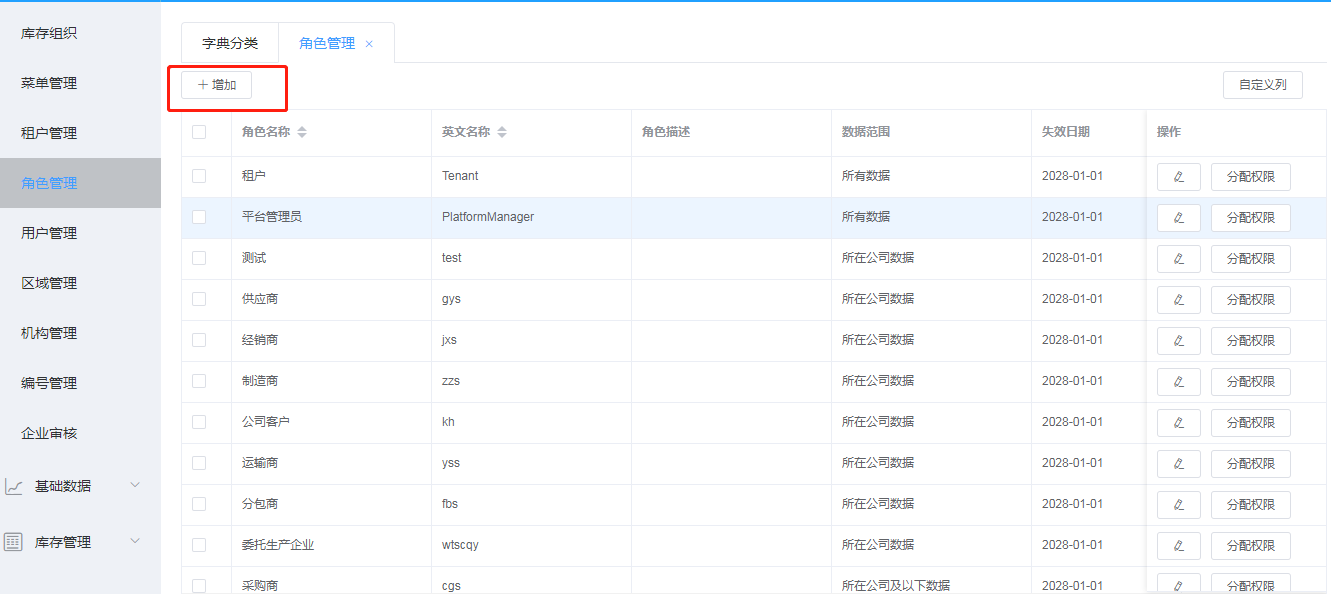 库存组织
菜单管理
租户管理
角色管理
用户管理
区域管理
机构管理
编号管理
企业审核
基础数据
库存管理
字典分类 角色管理 ×
+ 增加 自定义列
角色名称 英文名称 角色描述 数据范围 失效日期 操作
租户 Tenant 所有数据 2028-01-01 分配权限
平台管理员 PlatformManager 所有数据 2028-01-01 分配权限
测试 test 所在公司数据 2028-01-01 分配权限
供应商 gys 所在公司数据 2028-01-01 分配权限
经销商 jxs 所在公司数据 2028-01-01 分配权限
制造商 zzs 所在公司数据 2028-01-01 分配权限
公司客户 kh 所在公司数据 2028-01-01 分配权限
运输商 yss 所在公司数据 2028-01-01 分配权限
分包商 fbs 所在公司数据 2028-01-01 分配权限
委托生产企业 wtscqy 所在公司数据 2028-01-01 分配权限
采购商 cgs 所在公司及以下数据 2028-01-01 分配权限